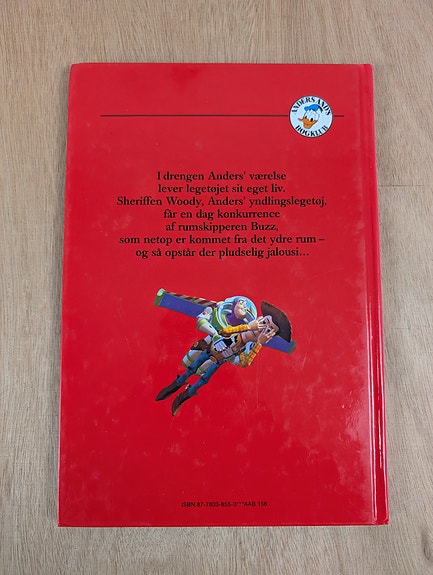 ANDERS AND'S
BOGKLUB
I drengen Anders' værelse
lever legetøjet sit eget liv.
Sheriffen Woody, Anders' yndlingslegetøj,
får en dag konkurrence
af rumskipperen Buzz,
som netop er kommet fra det ydre rum –
og så opstår der pludselig jalousi…
ISBN